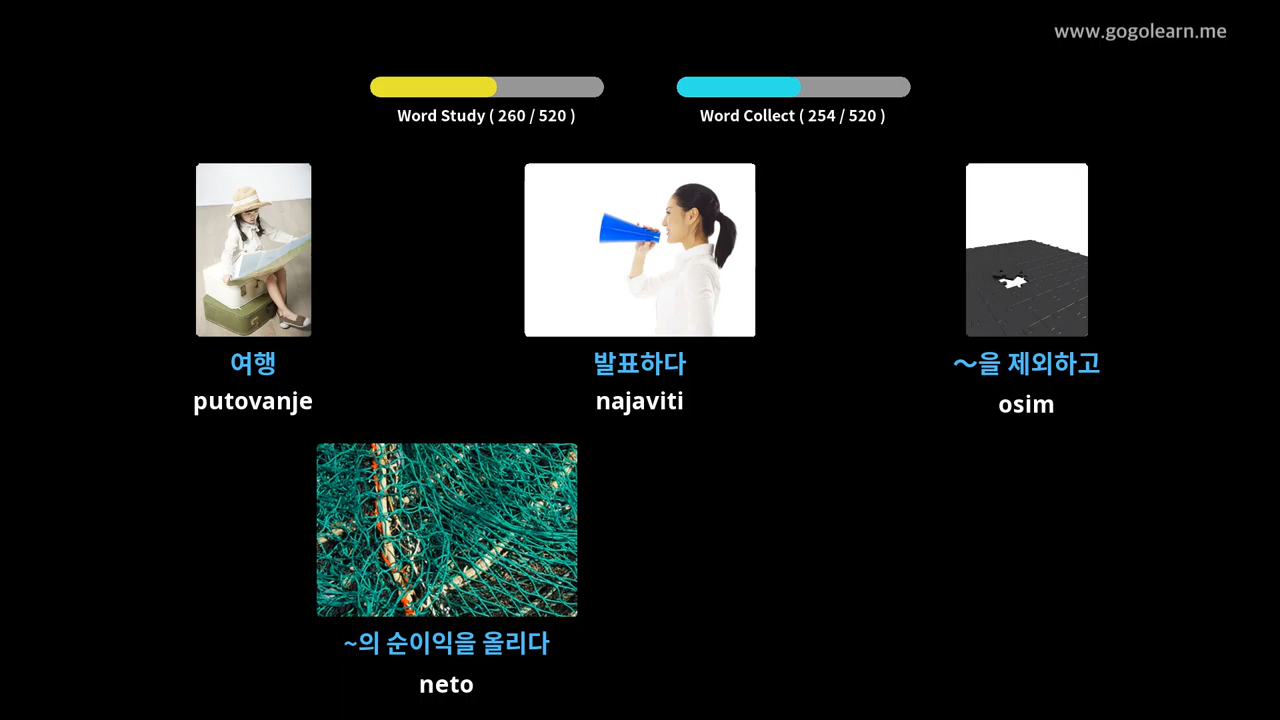 www.gogolearn.me
Word Study ( 260 / 520 )
Word Collect ( 254 / 520 )
여행
putovanje
발표하다
najaviti
～을 제외하고
osim
~의 순이익을 올리다
neto